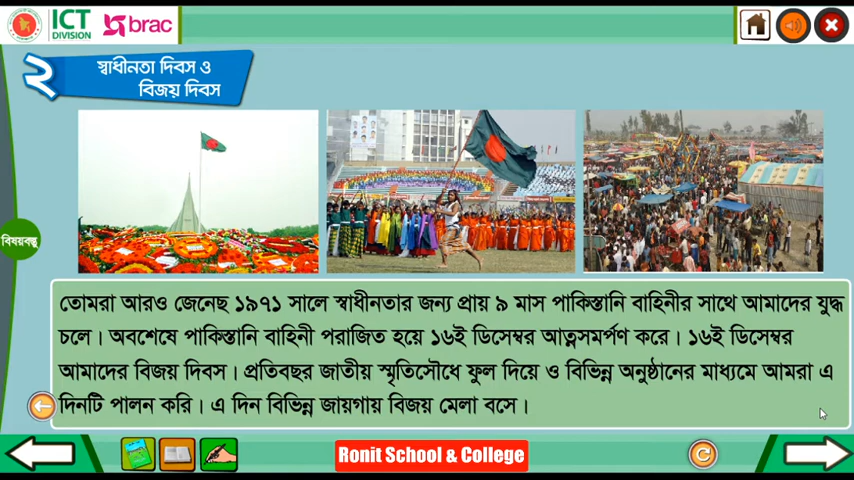 ICT
DIVISION
brac
২
স্বাধীনতা দিবস ও
বিজয় দিবস
বিষয়বস্তু
তোমরা আরও জেনেছ ১৯৭১ সালে স্বাধীনতার জন্য প্রায় ৯ মাস পাকিস্তানি বাহিনীর সাথে আমাদের যুদ্ধ
চলে। অবশেষে পাকিস্তানি বাহিনী পরাজিত হয়ে ১৬ই ডিসেম্বর আত্নসমর্পণ করে। ১৬ই ডিসেম্বর
আমাদের বিজয় দিবস। প্রতিবছর জাতীয় স্মৃতিসৌধে ফুল দিয়ে ও বিভিন্ন অনুষ্ঠানের মাধ্যমে আমরা এ
দিনটি পালন করি। এ দিন বিভিন্ন জায়গায় বিজয় মেলা বসে।
Ronit School & College